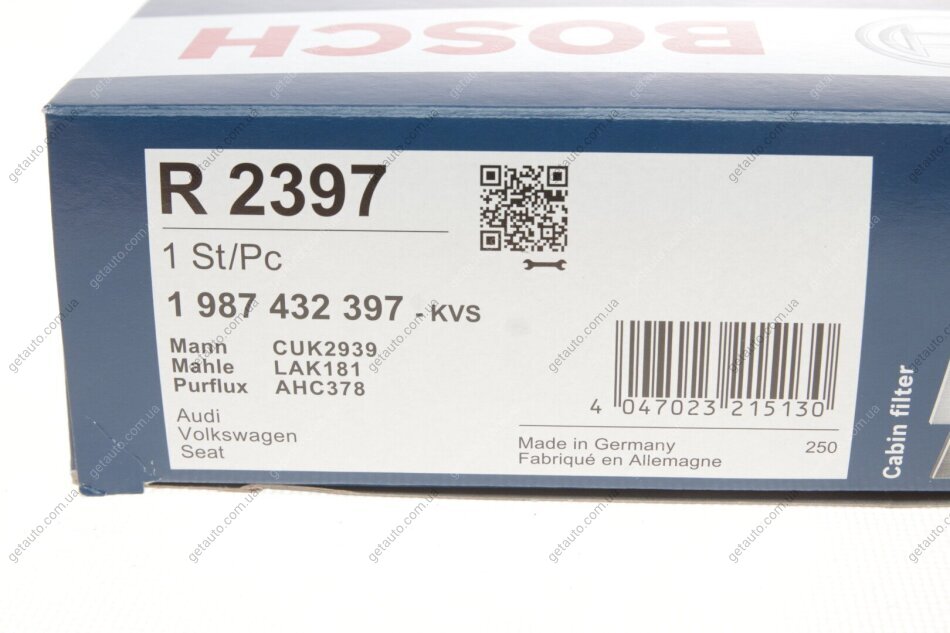 BOSCH
R 2397
1 St/Pc
1 987 432 397 - KVS
Mann CUK2939
Mahle LAK181
Purflux AHC378
Audi
Volkswagen
Seat
4 047023 215130
Made in Germany 250
Fabriqué en Allemagne
Cabin filter
getauto.com.ua